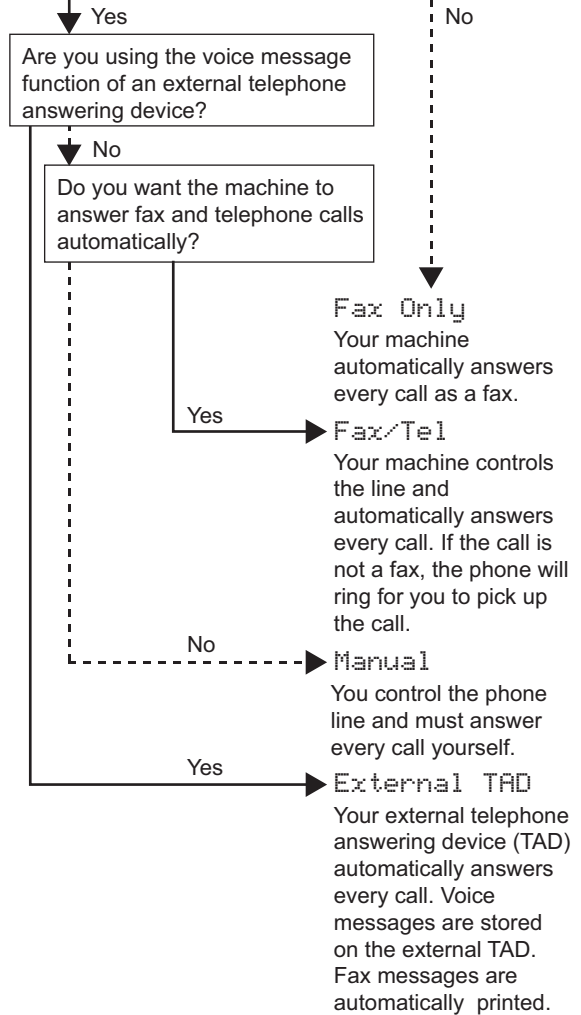 Yes
No
Are you using the voice message
function of an external telephone
answering device?
No
Do you want the machine to
answer fax and telephone calls
automatically?
Fax Only
Your machine
automatically answers
every call as a fax.
Yes
Fax/Tel
Your machine controls
the line and
automatically answers
every call. If the call is
not a fax, the phone will
ring for you to pick up
the call.
No
Manual
You control the phone
line and must answer
every call yourself.
Yes
External TAD
Your external telephone
answering device (TAD)
automatically answers
every call. Voice
messages are stored
on the external TAD.
Fax messages are
automatically printed.